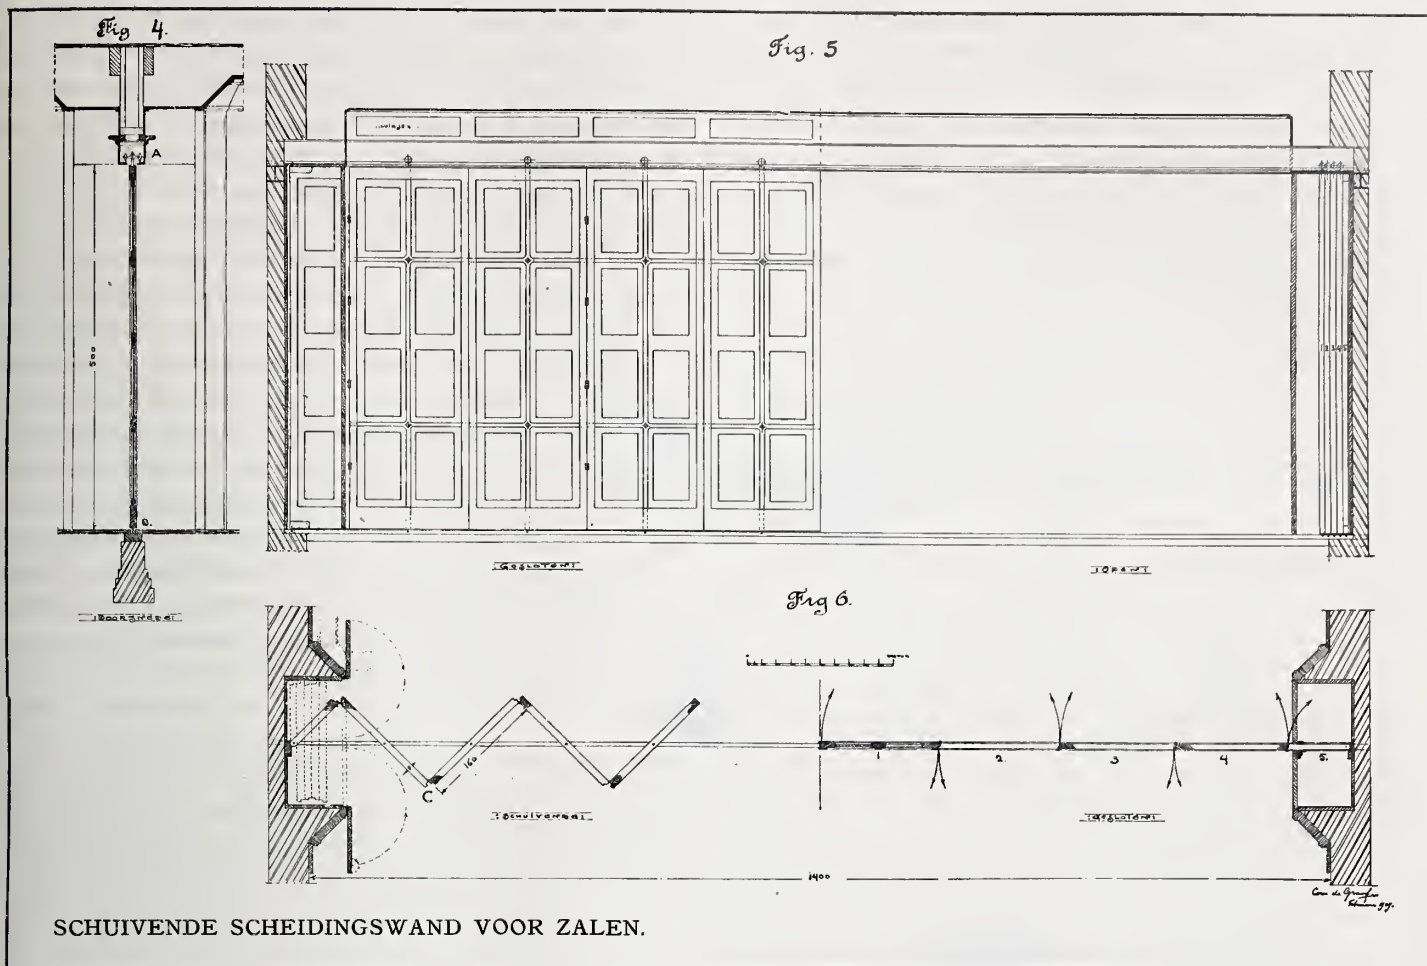 Fig 4.
Fig. 5
A
500
12345
GESLOTEN
OPEN
DOORSNEDE
Fig 6.
1
2.
3
4
5.
160
C
SCHUIVENDE
GESLOTEN
1400
SCHUIVENDE SCHEIDINGSWAND VOOR ZALEN.